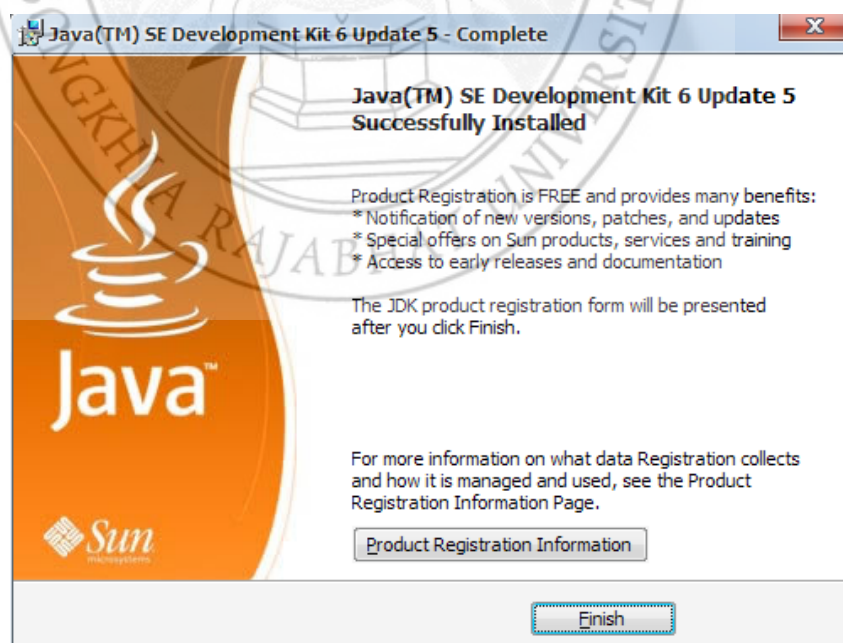 Java(TM) SE Development Kit 6 Update 5 - Complete
Java(TM) SE Development Kit 6 Update 5
Successfully Installed
Product Registration is FREE and provides many benefits:
* Notification of new versions, patches, and updates
* Special offers on Sun products, services and training
* Access to early releases and documentation
The JDK product registration form will be presented
after you click Finish.
Java™
For more information on what data Registration collects
and how it is managed and used, see the Product
Registration Information Page.
Sun
microsystems
Product Registration Information
Finish
RAJABHAT